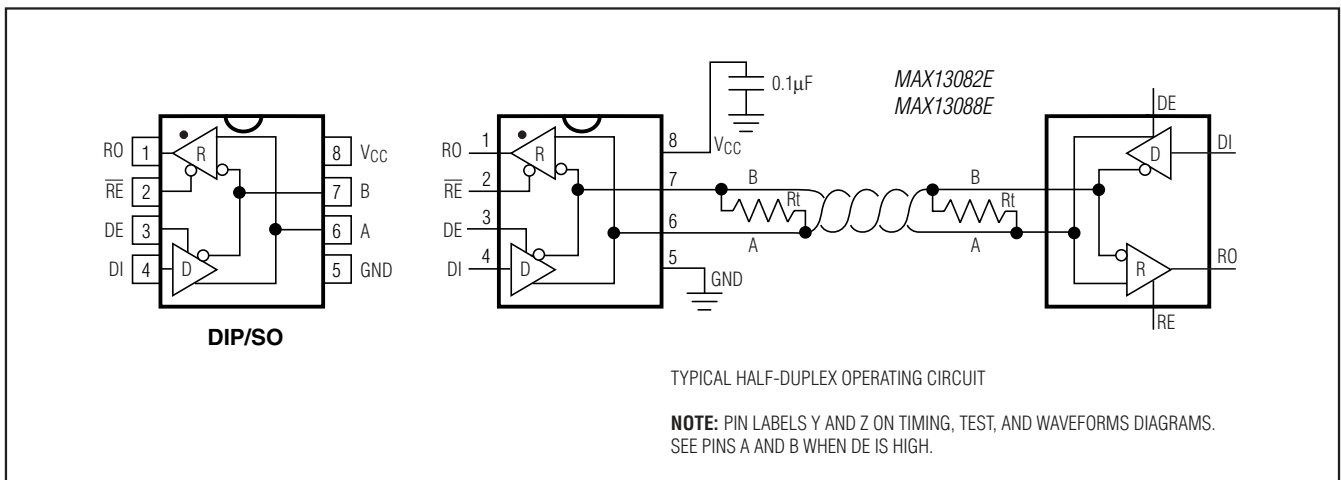 RO 1
R
8 VCC
R̅E̅ 2
7 B
DE 3
6 A
DI 4
D
5 GND
DIP/SO
0.1µF
RO 1
R
8 VCC
R̅E̅ 2
7 B
DE 3
6 A
DI 4
D
5 GND
Rt
MAX13082E
MAX13088E
B
Rt
A
DE
D
DI
R
RO
RE
TYPICAL HALF-DUPLEX OPERATING CIRCUIT
NOTE: PIN LABELS Y AND Z ON TIMING, TEST, AND WAVEFORMS DIAGRAMS.
SEE PINS A AND B WHEN DE IS HIGH.